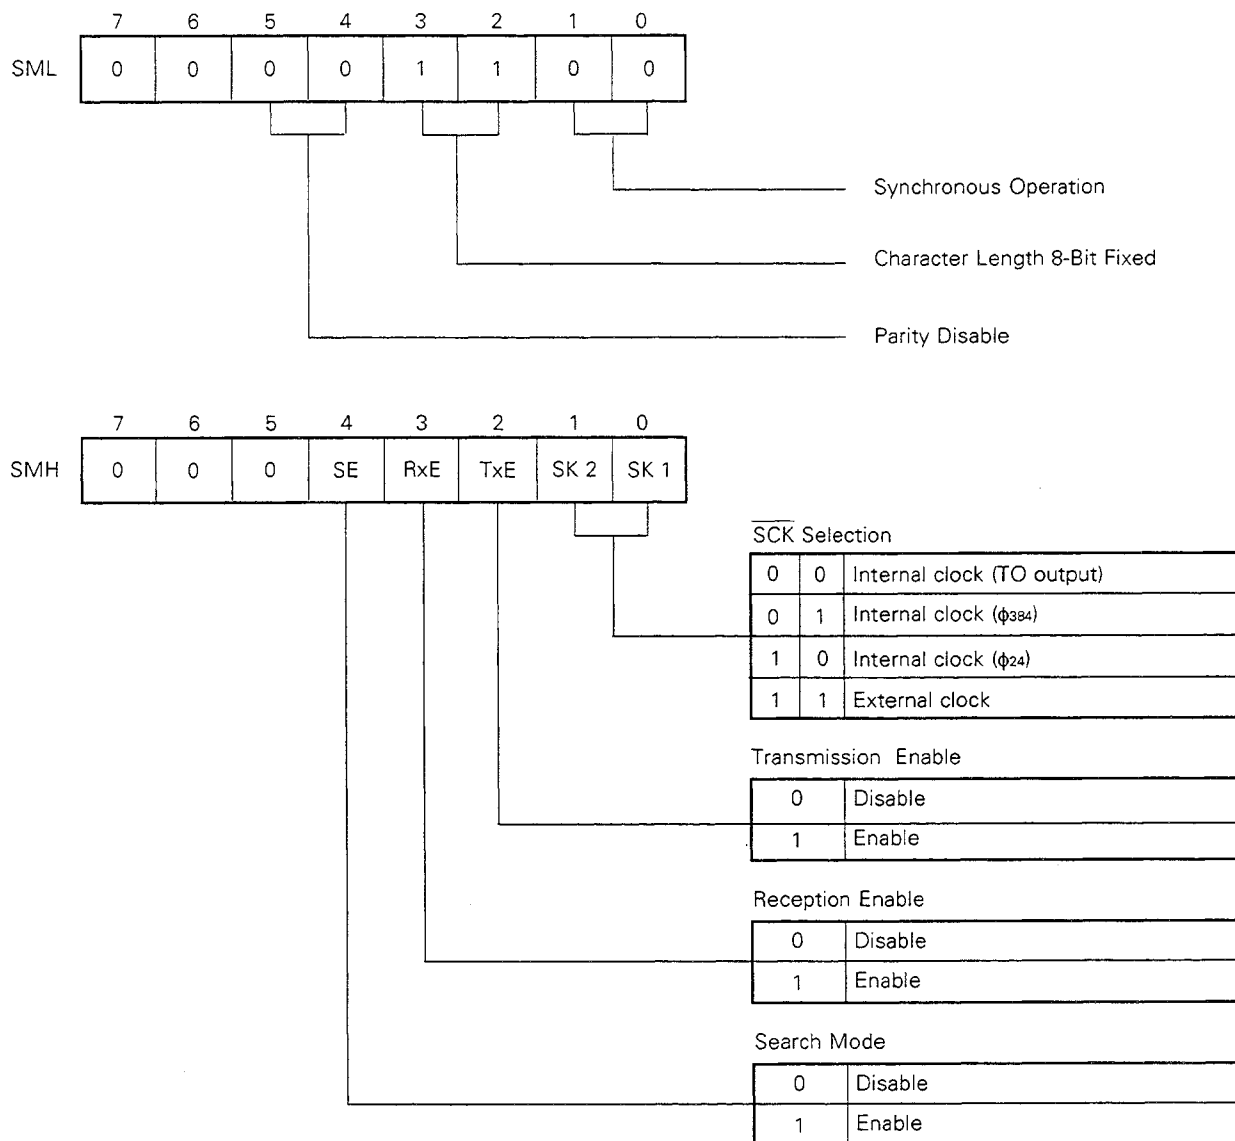 7 6 5 4 3 2 1 0
SML 0 0 0 0 1 1 0 0
Synchronous Operation
Character Length 8-Bit Fixed
Parity Disable
7 6 5 4 3 2 1 0
SMH 0 0 0 SE RxE TxE SK 2 SK 1
SCK Selection
0 0 Internal clock (TO output)
0 1 Internal clock (ϕ384)
1 0 Internal clock (ϕ24)
1 1 External clock
Transmission Enable
0 Disable
1 Enable
Reception Enable
0 Disable
1 Enable
Search Mode
0 Disable
1 Enable